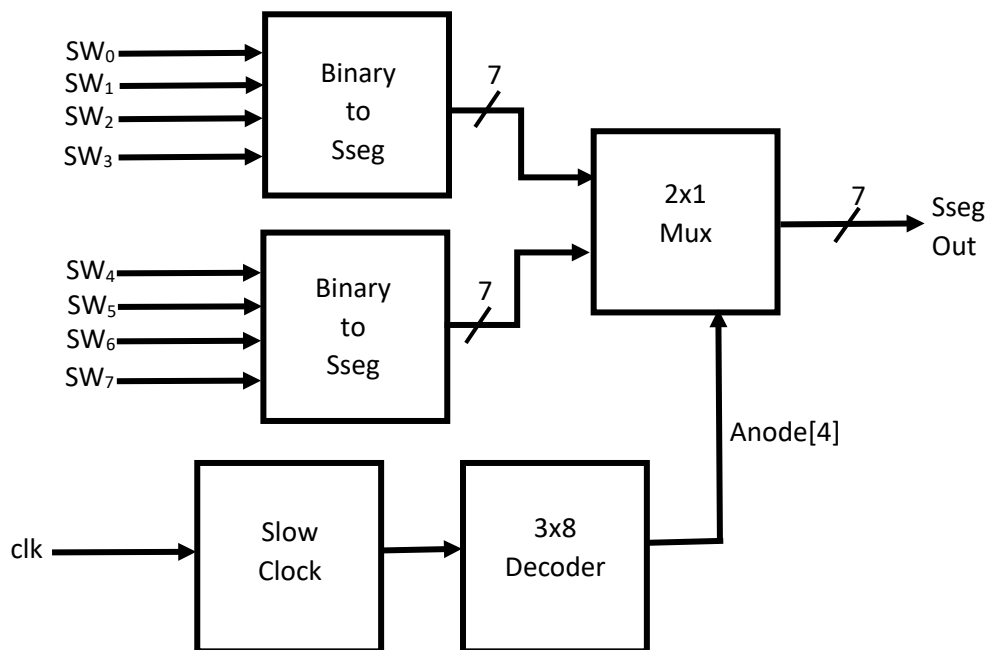 SW₀
SW₁
SW₂
SW₃
Binary
to
Sseg
7
2x1
Mux
7
Sseg
Out
SW₄
SW₅
SW₆
SW₇
Binary
to
Sseg
7
Anode[4]
clk
Slow
Clock
3x8
Decoder